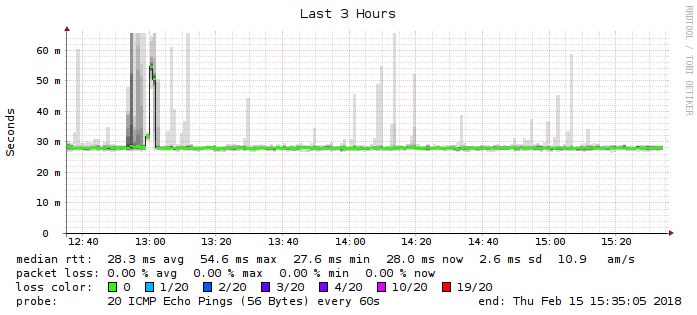 Last 3 Hours
RRDTOOL / TOBI OETIKER
Seconds
60 m
50 m
40 m
30 m
20 m
10 m
0
12:40 13:00 13:20 13:40 14:00 14:20 14:40 15:00 15:20
median rtt: 28.3 ms avg 54.6 ms max 27.6 ms min 28.0 ms now 2.6 ms sd 10.9 am/s
packet loss: 0.00 % avg 0.00 % max 0.00 % min 0.00 % now
loss color: 0 1/20 2/20 3/20 4/20 10/20 19/20
probe: 20 ICMP Echo Pings (56 Bytes) every 60s end: Thu Feb 15 15:35:05 2018